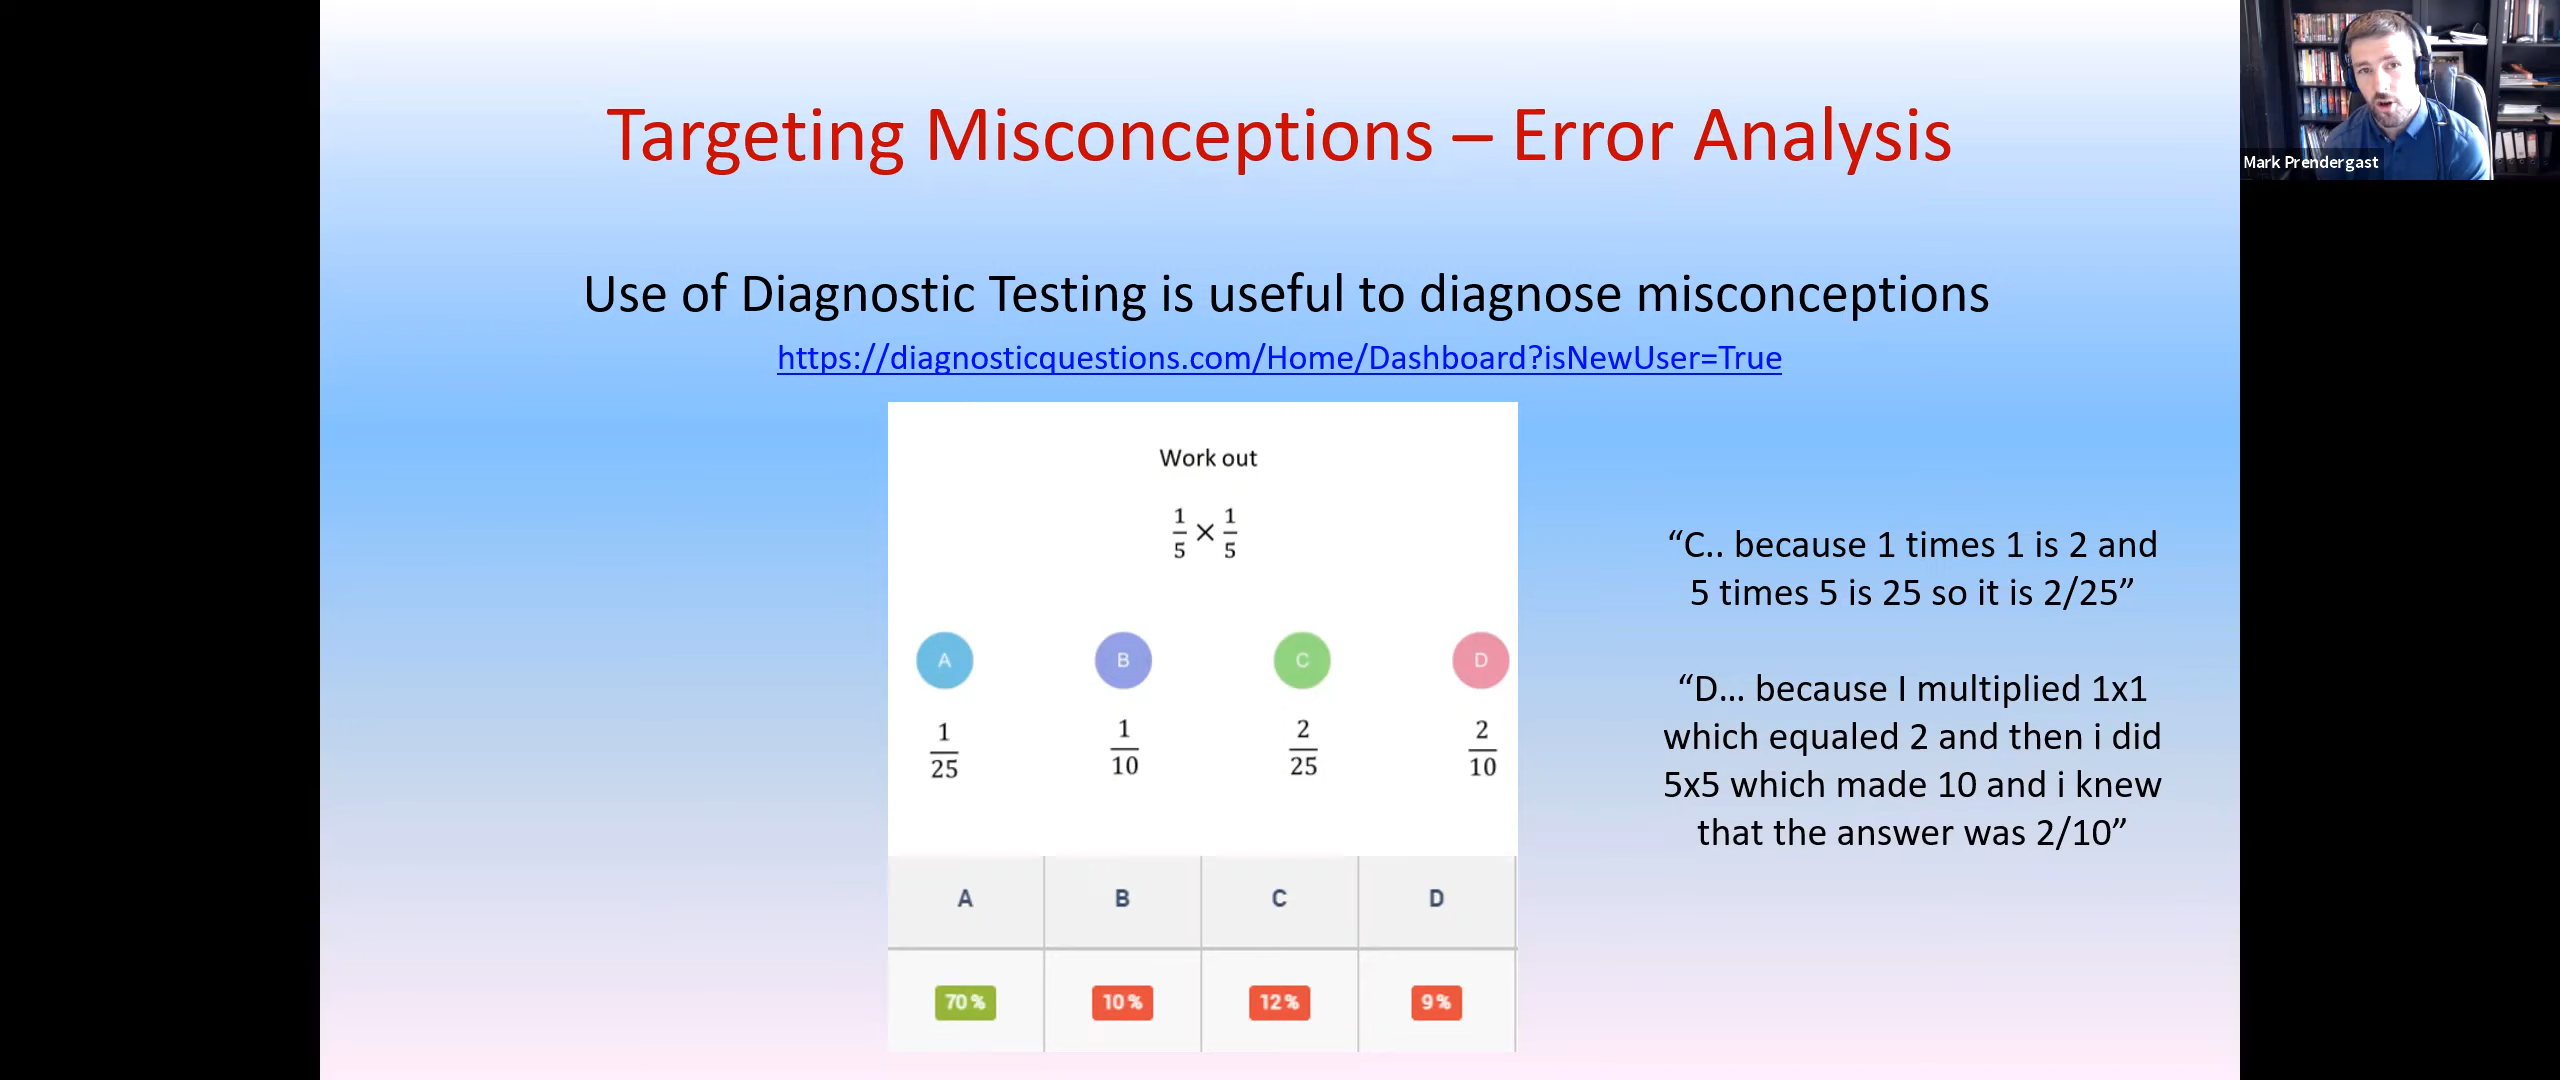 Targeting Misconceptions – Error Analysis
Mark Prendergast
Use of Diagnostic Testing is useful to diagnose misconceptions
https://diagnosticquestions.com/Home/Dashboard?isNewUser=True
Work out
1/5 × 1/5
A B C D
1/25 1/10 2/25 2/10
A B C D
70% 10% 12% 9%
“C.. because 1 times 1 is 2 and
5 times 5 is 25 so it is 2/25”
“D... because I multiplied 1x1
which equaled 2 and then i did
5x5 which made 10 and i knew
that the answer was 2/10”